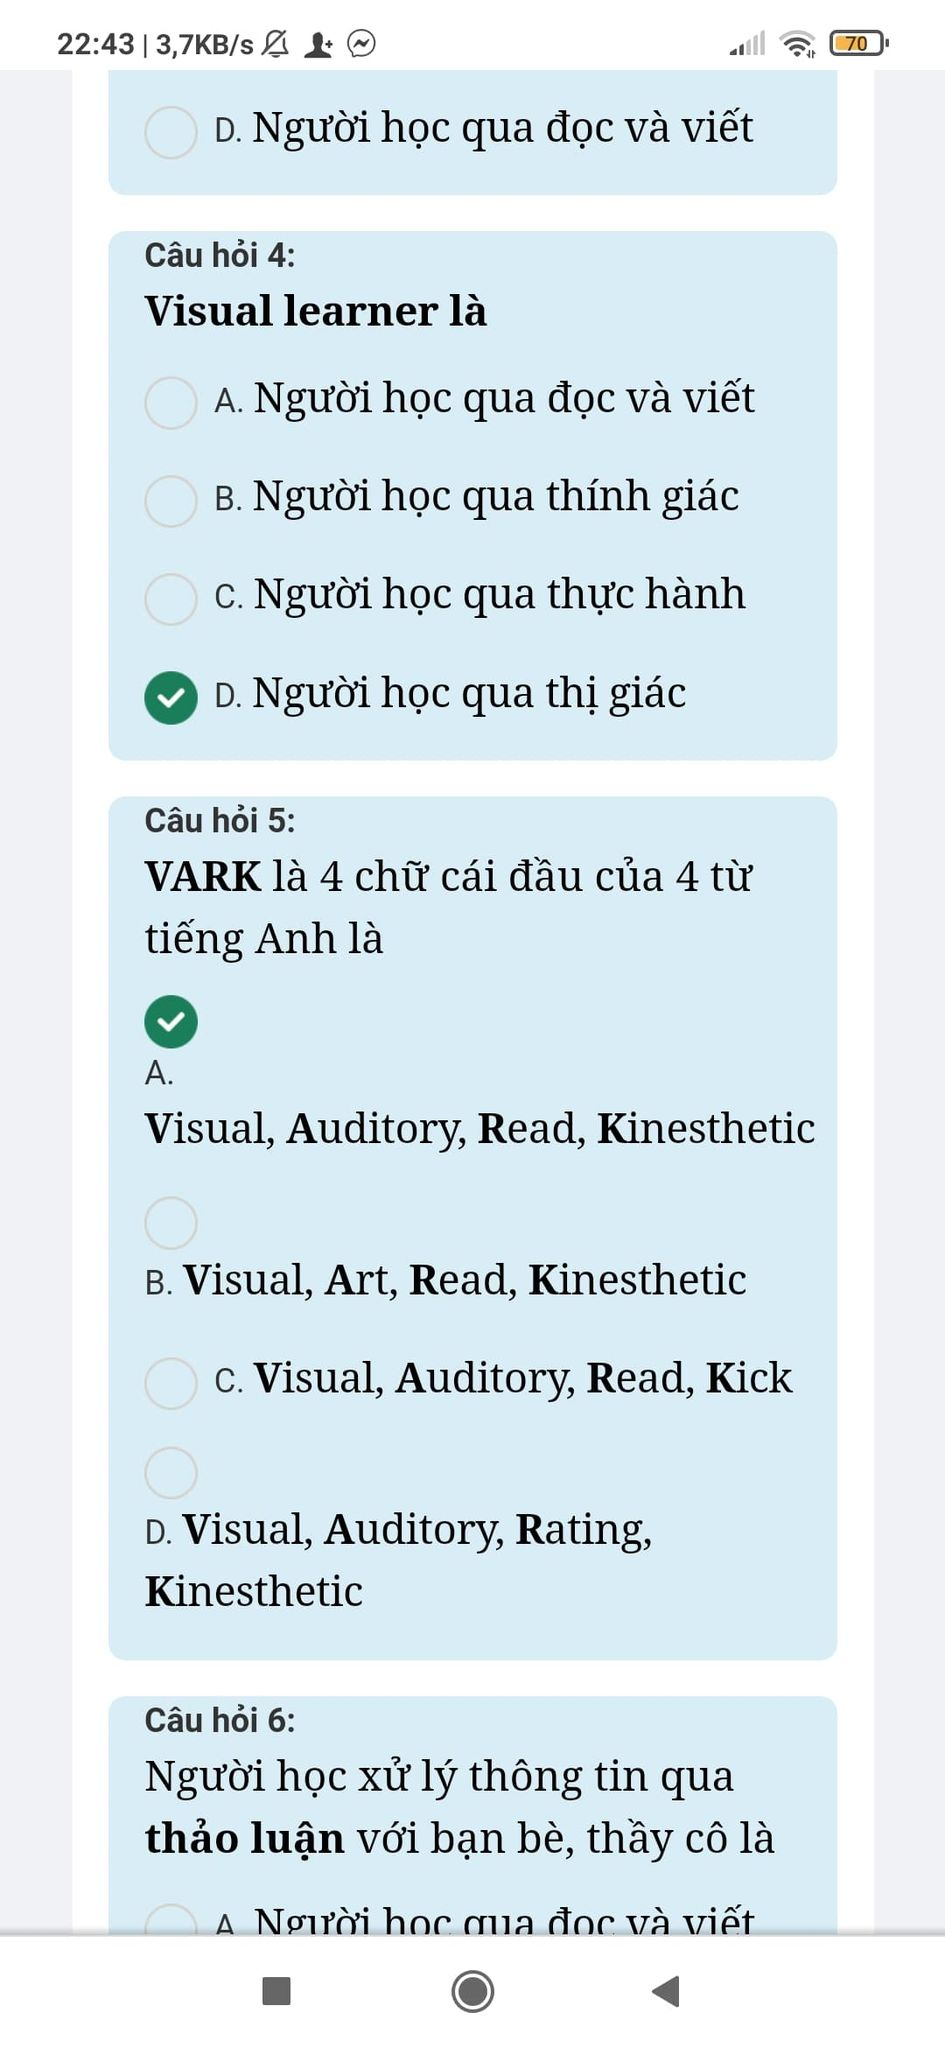 22:43 | 3,7KB/s
70
D. Người học qua đọc và viết
Câu hỏi 4:
Visual learner là
A. Người học qua đọc và viết
B. Người học qua thính giác
C. Người học qua thực hành
D. Người học qua thị giác
Câu hỏi 5:
VARK là 4 chữ cái đầu của 4 từ
tiếng Anh là
A.
Visual, Auditory, Read, Kinesthetic
B. Visual, Art, Read, Kinesthetic
C. Visual, Auditory, Read, Kick
D. Visual, Auditory, Rating,
Kinesthetic
Câu hỏi 6:
Người học xử lý thông tin qua
thảo luận với bạn bè, thầy cô là
A. Người học qua đọc và viết